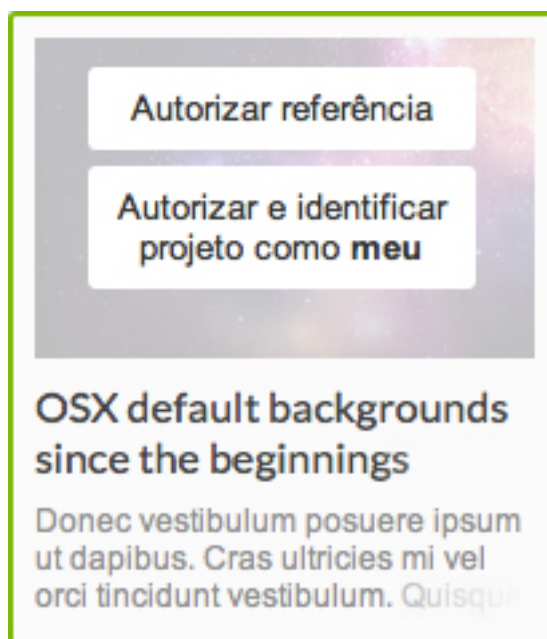 Autorizar referência
Autorizar e identificar
projeto como meu
OSX default backgrounds
since the beginnings
Donec vestibulum posuere ipsum
ut dapibus. Cras ultricies mi vel
orci tincidunt vestibulum. Quisque